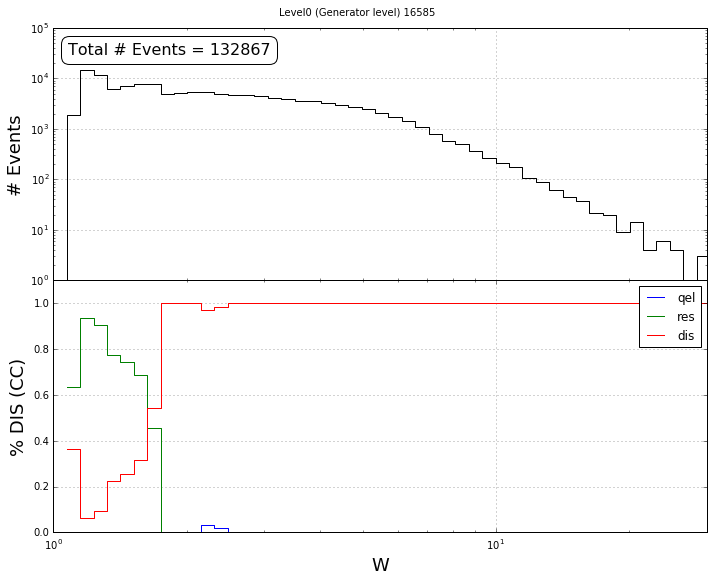 Level0 (Generator level) 16585
Total # Events = 132867
10^5
10^4
10^3
10^2
10^1
10^0
# Events
qel
res
dis
1.0
0.8
0.6
0.4
0.2
0.0
% DIS (CC)
10^0
10^1
W